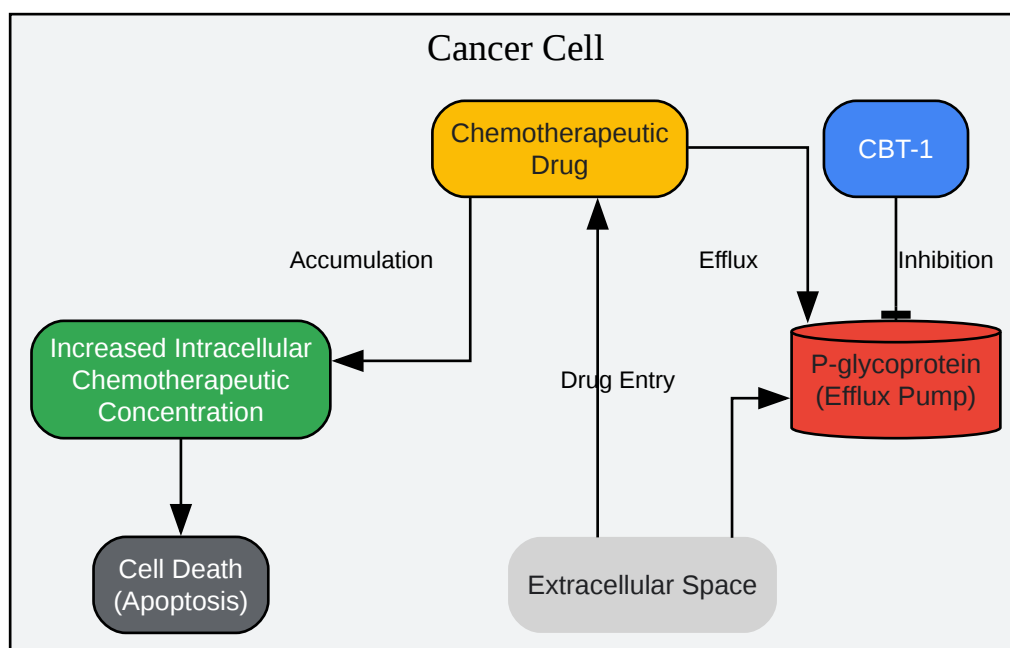 Cancer Cell
Chemotherapeutic
Drug
CBT-1
Accumulation
Efflux
Inhibition
Increased Intracellular
Chemotherapeutic
Concentration
Drug Entry
P-glycoprotein
(Efflux Pump)
Cell Death
(Apoptosis)
Extracellular Space